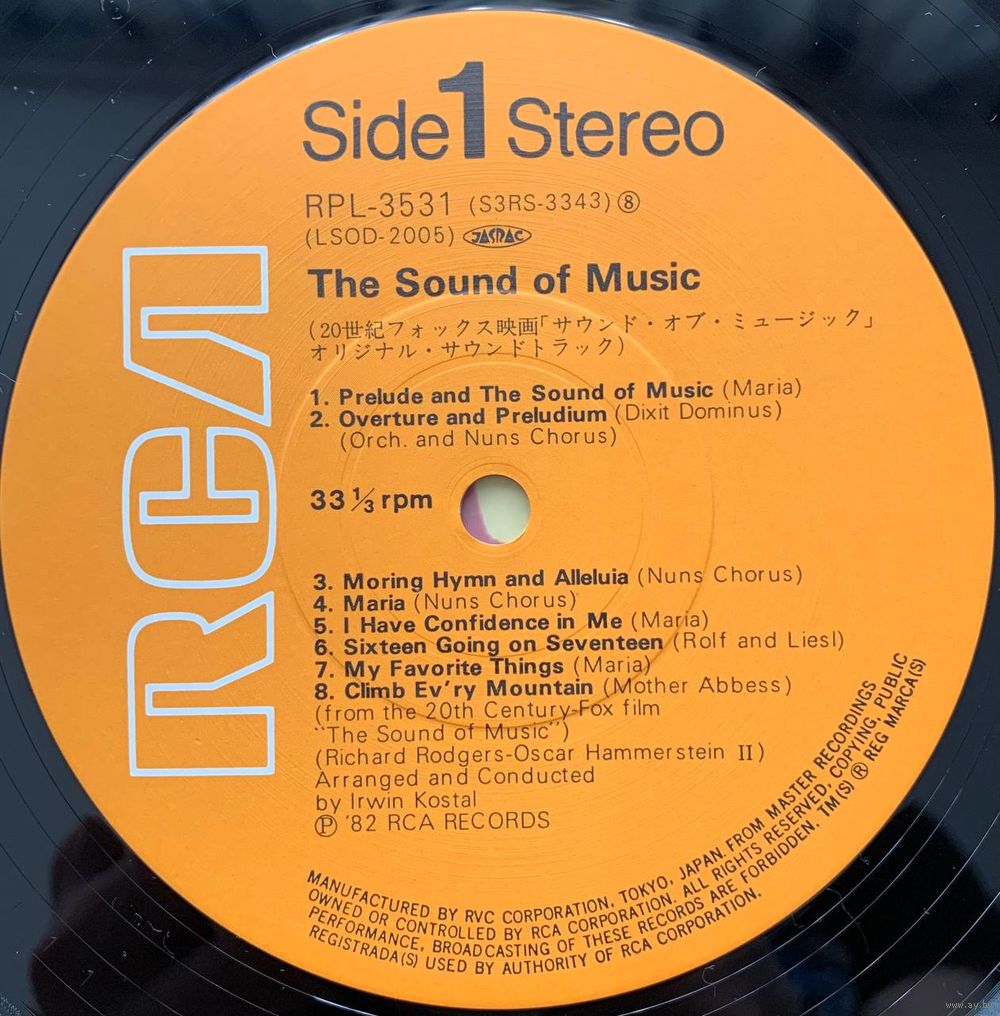 Side 1 Stereo
RPL-3531 (S3RS-3343) ⑧
(LSOD-2005) JASRAC
The Sound of Music
(20世紀フォックス映画「サウンド・オブ・ミュージック」
オリジナル・サウンドトラック)
1. Prelude and The Sound of Music (Maria)
2. Overture and Preludium (Dixit Dominus)
(Orch. and Nuns Chorus)
33 1/3 rpm
3. Moring Hymn and Alleluia (Nuns Chorus)
4. Maria (Nuns Chorus)
5. I Have Confidence in Me (Maria)
6. Sixteen Going on Seventeen (Rolf and Liesl)
7. My Favorite Things (Maria)
8. Climb Ev'ry Mountain (Mother Abbess)
(from the 20th Century-Fox film
"The Sound of Music")
(Richard Rodgers-Oscar Hammerstein II)
Arranged and Conducted
by Irwin Kostal
℗ '82 RCA RECORDS
RCA
MANUFACTURED BY RVC CORPORATION, TOKYO, JAPAN. FROM MASTER RECORDINGS
OWNED OR CONTROLLED BY RCA CORPORATION. ALL RIGHTS RESERVED; COPYING, PUBLIC
PERFORMANCE, BROADCASTING OF THESE RECORDS ARE FORBIDDEN. TM(S) ® REG MARCA(S)
REGISTRADA(S) USED BY AUTHORITY OF RCA CORPORATION.
www.ay.by